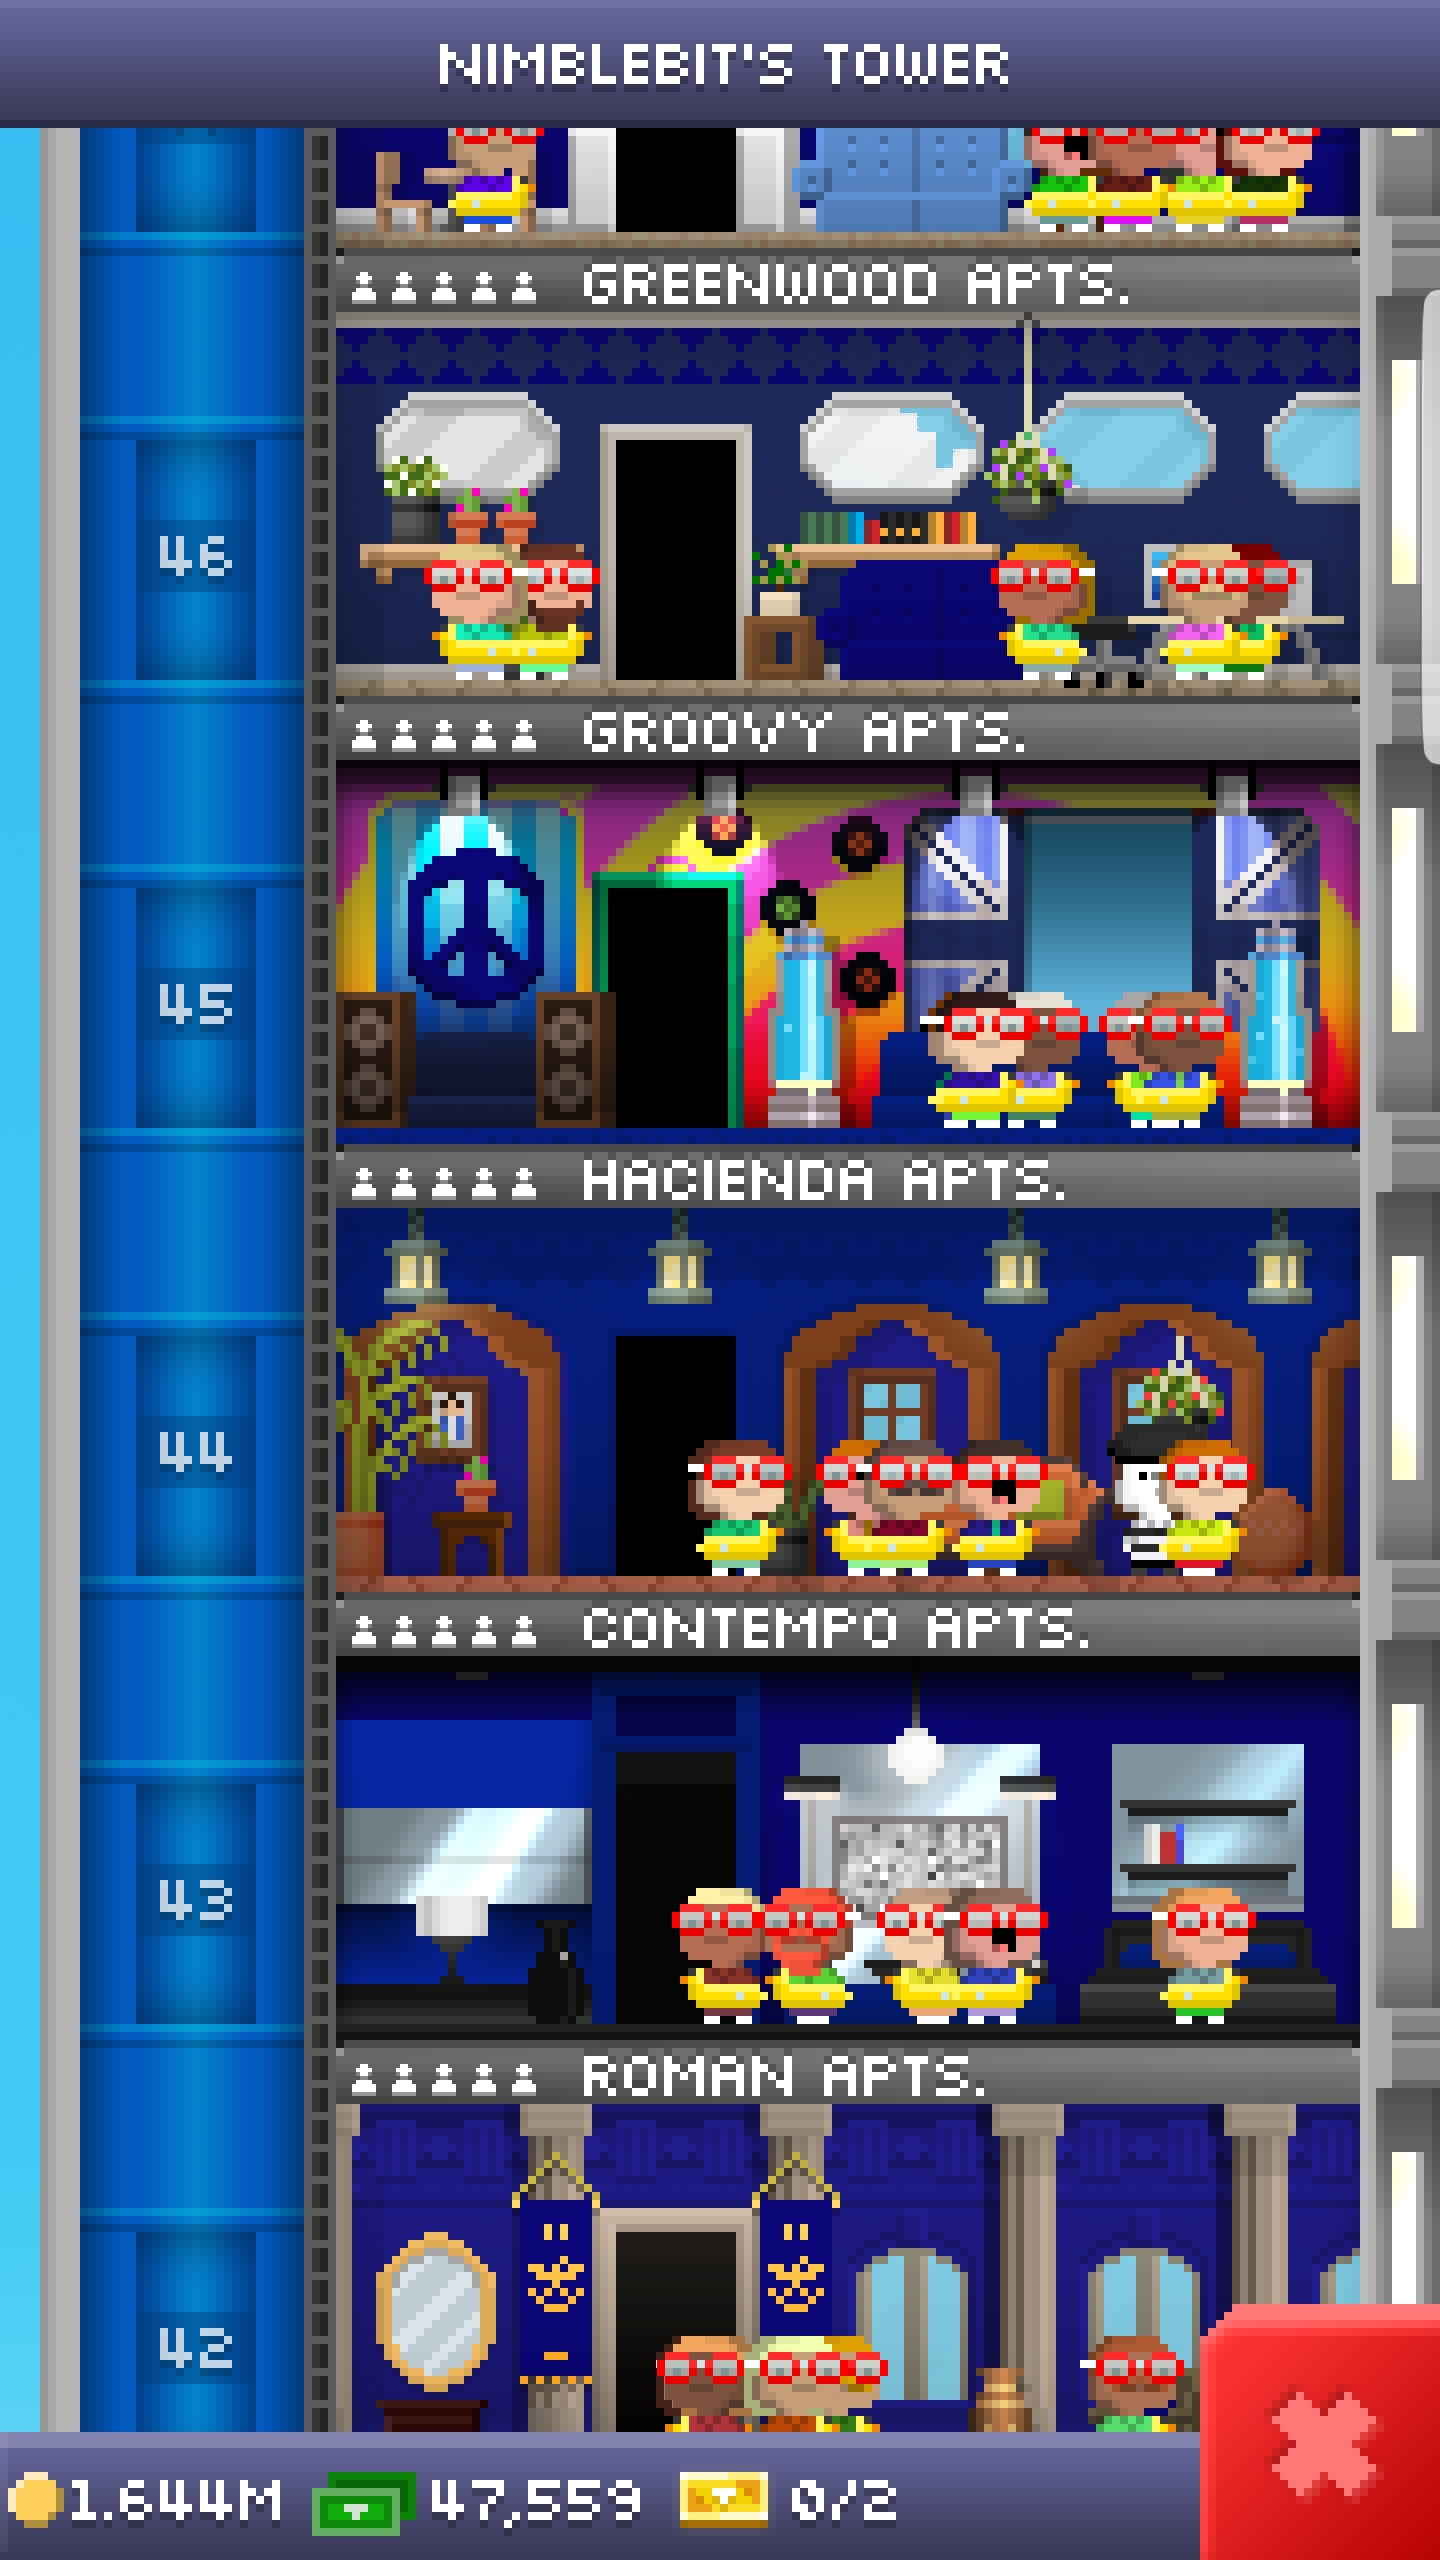 NIMBLEBIT'S TOWER
GREENWOOD APTS.
46
GROOVY APTS.
45
HACIENDA APTS.
44
CONTEMPO APTS.
43
ROMAN APTS.
42
1.644M 47,559 0/2